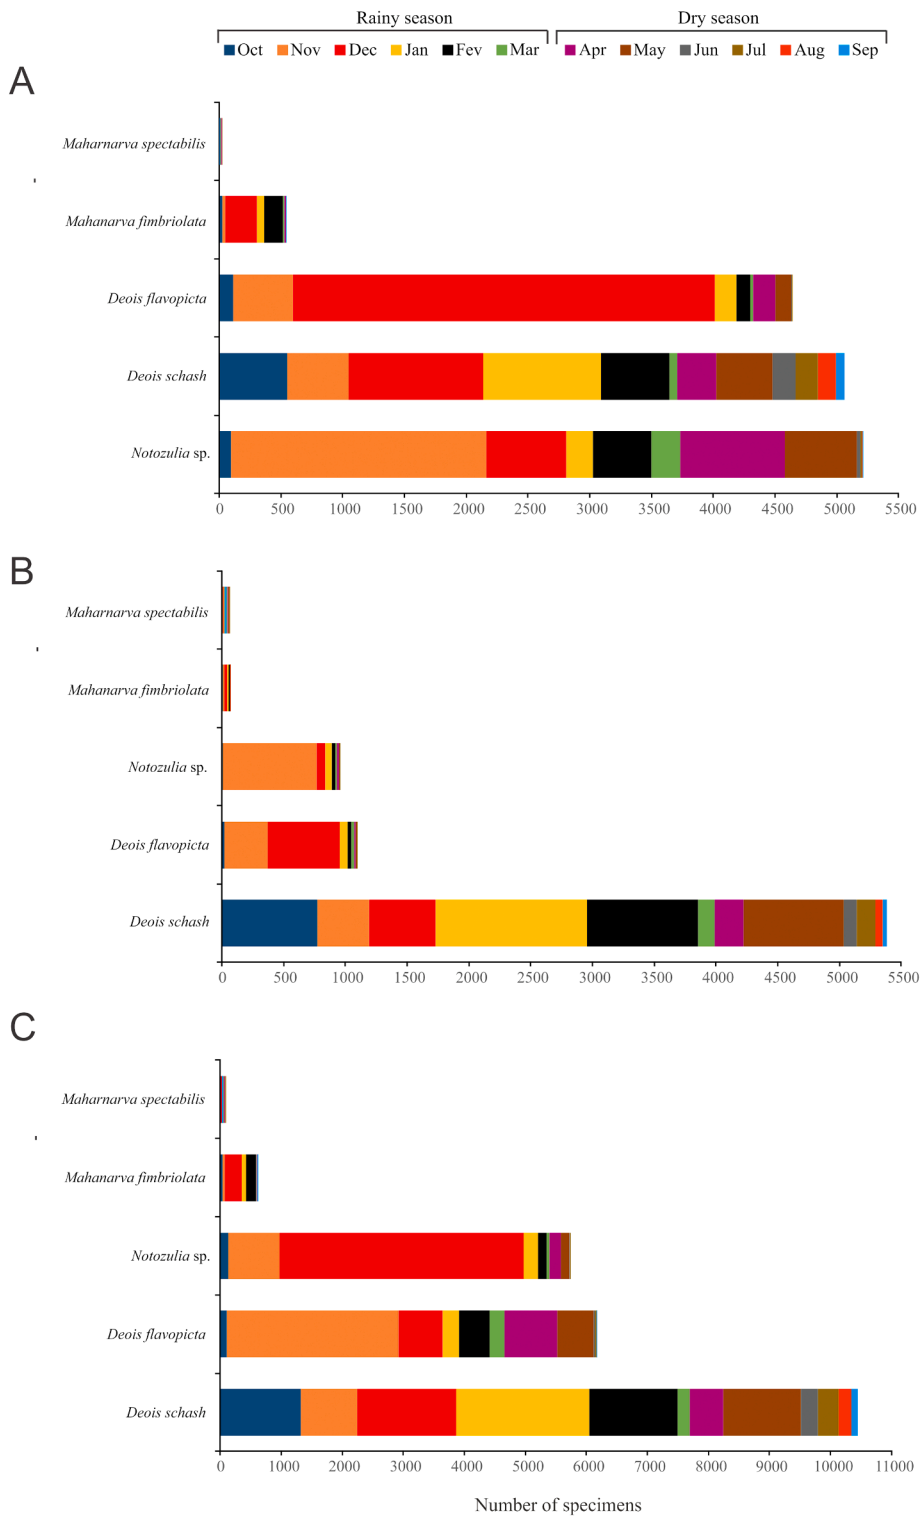 Rainy season Dry season
Oct Nov Dec Jan Fev Mar Apr May Jun Jul Aug Sep
A
Maharnarva spectabilis
Mahanarva fimbriolata
Deois flavopicta
Deois schash
Notozulia sp.
0 500 1000 1500 2000 2500 3000 3500 4000 4500 5000 5500
B
Maharnarva spectabilis
Mahanarva fimbriolata
Notozulia sp.
Deois flavopicta
Deois schash
0 500 1000 1500 2000 2500 3000 3500 4000 4500 5000 5500
C
Maharnarva spectabilis
Mahanarva fimbriolata
Notozulia sp.
Deois flavopicta
Deois schash
0 1000 2000 3000 4000 5000 6000 7000 8000 9000 10000 11000
Number of specimens